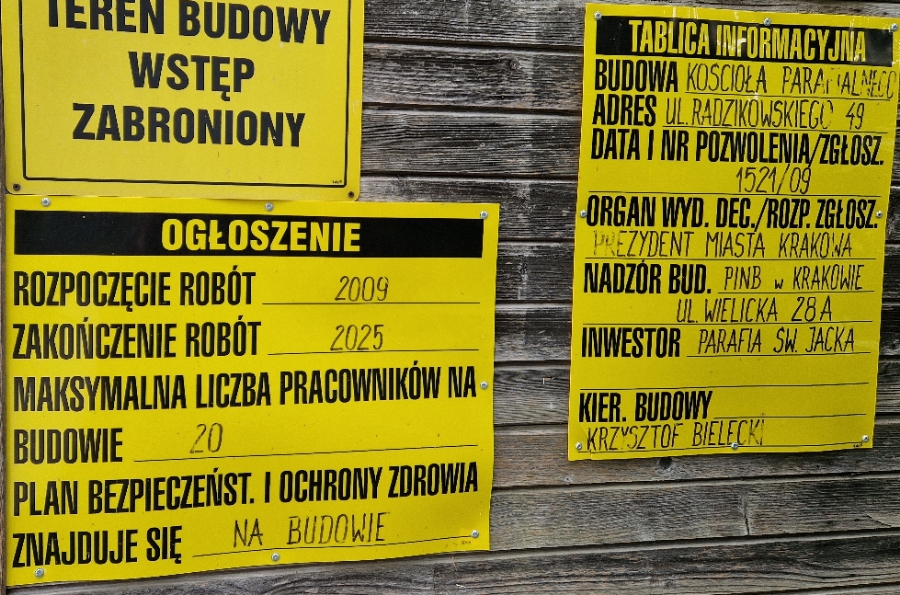 TEREN BUDOWY
WSTĘP
ZABRONIONY
OGŁOSZENIE
ROZPOCZĘCIE ROBÓT 2009
ZAKOŃCZENIE ROBÓT 2025
MAKSYMALNA LICZBA PRACOWNIKÓW NA
BUDOWIE 20
PLAN BEZPIECZEŃST. I OCHRONY ZDROWIA
ZNAJDUJE SIĘ NA BUDOWIE
TABLICA INFORMACYJNA
BUDOWA KOŚCIOŁA PARAFIALNEGO
ADRES UL. RADZIKOWSKIEGO 49
DATA I NR POZWOLENIA/ZGŁOSZ.
1521/09
ORGAN WYD. DEC./ROZP. ZGŁOSZ.
PREZYDENT MIASTA KRAKOWA
NADZÓR BUD. PINB w KRAKOWIE
UL. WIELICKA 28A
INWESTOR PARAFIA ŚW. JACKA
KIER. BUDOWY
KRZYSZTOF BIELECKI